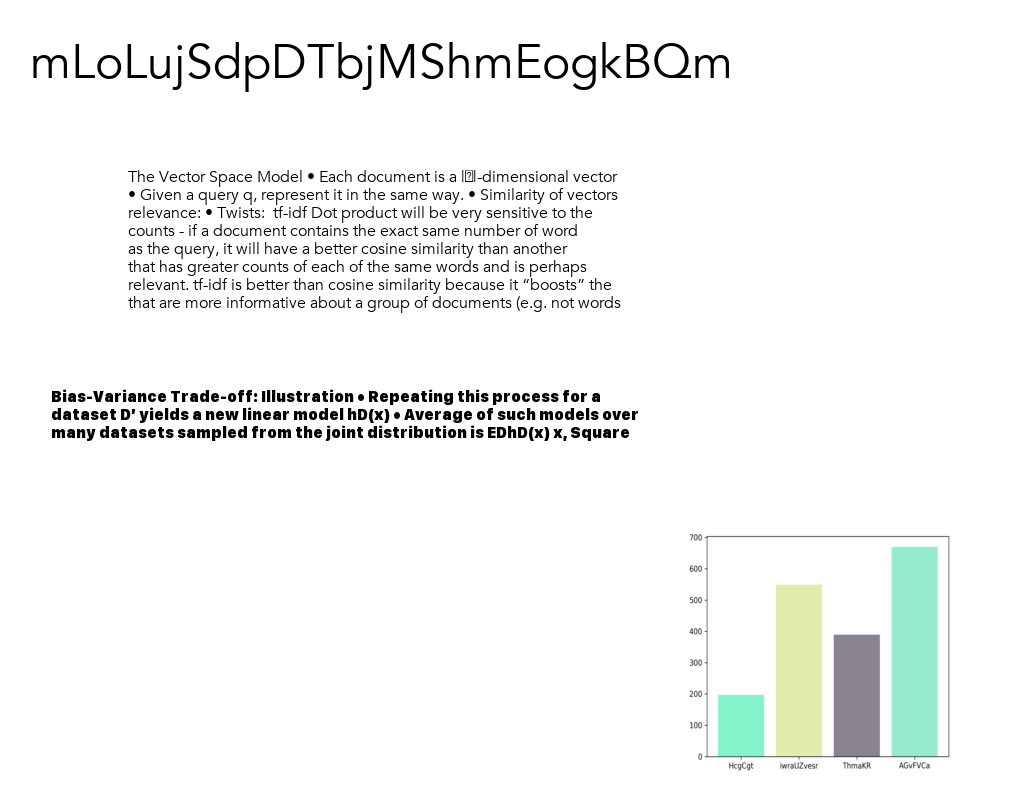 mLoLujSdpDTbjMShmEogkBQm
The Vector Space Model • Each document is a |⍰|-dimensional vector
• Given a query q, represent it in the same way. • Similarity of vectors
relevance: • Twists:  tf-idf Dot product will be very sensitive to the
counts - if a document contains the exact same number of word
as the query, it will have a better cosine similarity than another
that has greater counts of each of the same words and is perhaps
relevant. tf-idf is better than cosine similarity because it “boosts” the
that are more informative about a group of documents (e.g. not words
Bias-Variance Trade-off: Illustration • Repeating this process for a
dataset D’ yields a new linear model hD(x) • Average of such models over
many datasets sampled from the joint distribution is EDhD(x) x, Square
700
600
500
400
300
200
100
0
HcgCgt iwraUZvesr ThmaKR AGvFVCa